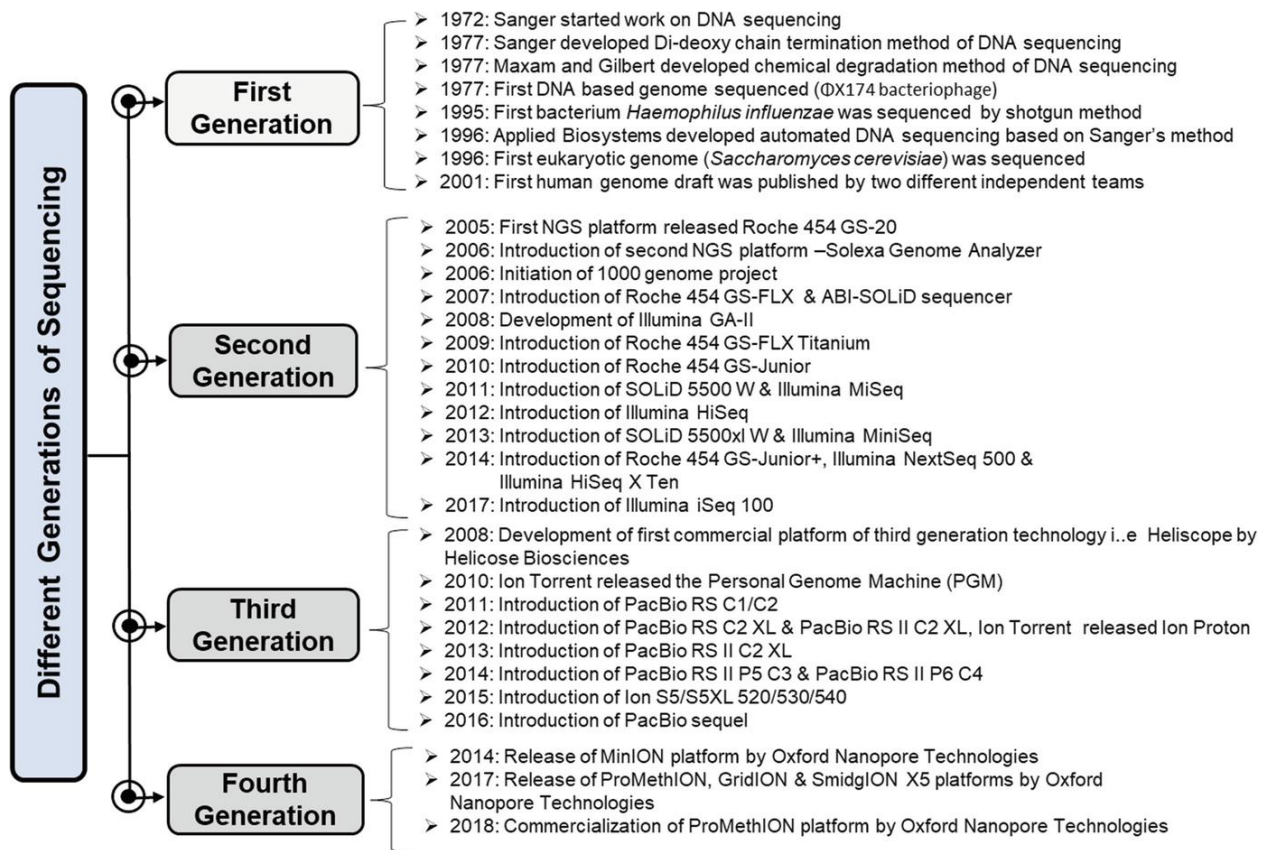 Different Generations of Sequencing
First
Generation
➢ 1972: Sanger started work on DNA sequencing
➢ 1977: Sanger developed Di-deoxy chain termination method of DNA sequencing
➢ 1977: Maxam and Gilbert developed chemical degradation method of DNA sequencing
➢ 1977: First DNA based genome sequenced (ΦX174 bacteriophage)
➢ 1995: First bacterium Haemophilus influenzae was sequenced by shotgun method
➢ 1996: Applied Biosystems developed automated DNA sequencing based on Sanger's method
➢ 1996: First eukaryotic genome (Saccharomyces cerevisiae) was sequenced
➢ 2001: First human genome draft was published by two different independent teams
Second
Generation
➢ 2005: First NGS platform released Roche 454 GS-20
➢ 2006: Introduction of second NGS platform –Solexa Genome Analyzer
➢ 2006: Initiation of 1000 genome project
➢ 2007: Introduction of Roche 454 GS-FLX & ABI-SOLiD sequencer
➢ 2008: Development of Illumina GA-II
➢ 2009: Introduction of Roche 454 GS-FLX Titanium
➢ 2010: Introduction of Roche 454 GS-Junior
➢ 2011: Introduction of SOLiD 5500 W & Illumina MiSeq
➢ 2012: Introduction of Illumina HiSeq
➢ 2013: Introduction of SOLiD 5500xl W & Illumina MiniSeq
➢ 2014: Introduction of Roche 454 GS-Junior+, Illumina NextSeq 500 &
Illumina HiSeq X Ten
➢ 2017: Introduction of Illumina iSeq 100
Third
Generation
➢ 2008: Development of first commercial platform of third generation technology i..e Heliscope by
Helicose Biosciences
➢ 2010: Ion Torrent released the Personal Genome Machine (PGM)
➢ 2011: Introduction of PacBio RS C1/C2
➢ 2012: Introduction of PacBio RS C2 XL & PacBio RS II C2 XL, Ion Torrent released Ion Proton
➢ 2013: Introduction of PacBio RS II C2 XL
➢ 2014: Introduction of PacBio RS II P5 C3 & PacBio RS II P6 C4
➢ 2015: Introduction of Ion S5/S5XL 520/530/540
➢ 2016: Introduction of PacBio sequel
Fourth
Generation
➢ 2014: Release of MinION platform by Oxford Nanopore Technologies
➢ 2017: Release of ProMethION, GridION & SmidgION X5 platforms by Oxford
Nanopore Technologies
➢ 2018: Commercialization of ProMethION platform by Oxford Nanopore Technologies